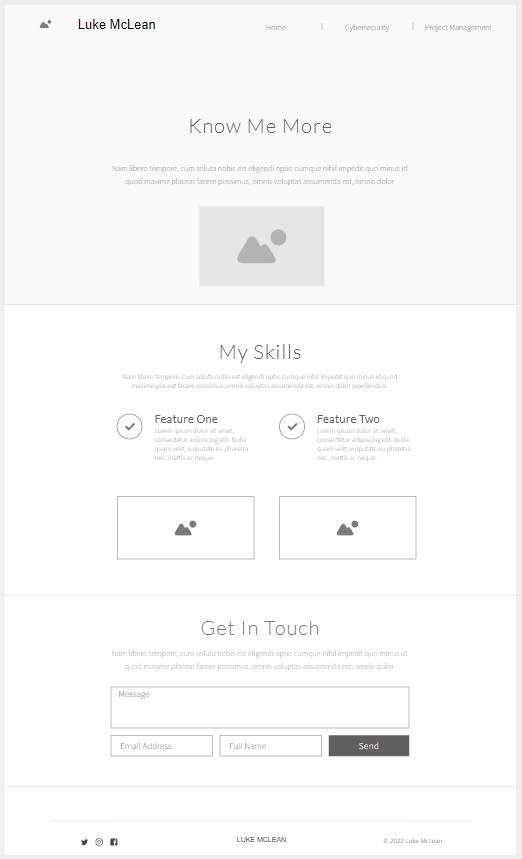 Luke McLean
Home | Cybersecurity | Project Management
Know Me More
Nam libero tempore, cum soluta nobis est eligendi optio cumque nihil impedit quo minus id
quod maxime placeat facere possimus, omnis voluptas assumenda est, omnis dolor
My Skills
Nam libero tempore, cum soluta nobis est eligendi optio cumque nihil impedit quo minus id quod
maxime placeat facere possimus, omnis voluptas assumenda est, omnis dolor repellendus.
Feature One
Lorem ipsum dolor sit amet,
consectetur adipiscing elit. Nulla
quam velit, vulputate eu pharetra
nec, mattis ac neque.
Feature Two
Lorem ipsum dolor sit amet,
consectetur adipiscing elit. Nulla
quam velit, vulputate eu pharetra
nec, mattis ac neque.
Get In Touch
Nam libero tempore, cum soluta nobis est eligendi optio cumque nihil impedit quo minus id
quod maxime placeat facere possimus, omnis voluptas assumenda est, omnis dolor
Message
Email Address
Full Name
Send
LUKE MCLEAN
© 2022 Luke McLean